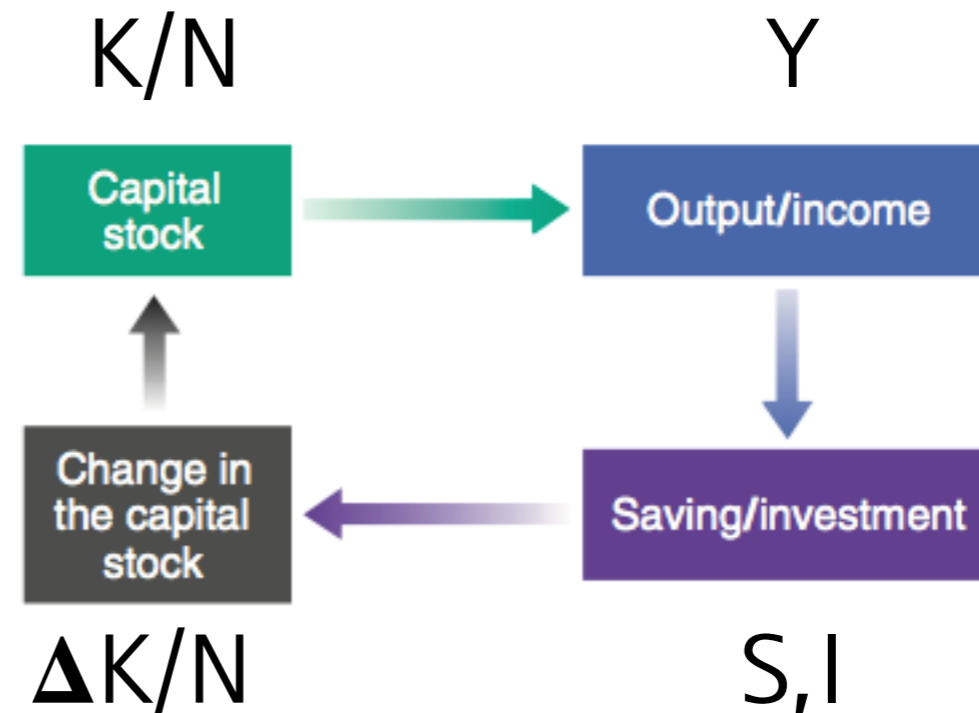 K/N
Y
Capital
stock
Output/income
Change in
the capital
stock
Saving/investment
ΔK/N
S,I